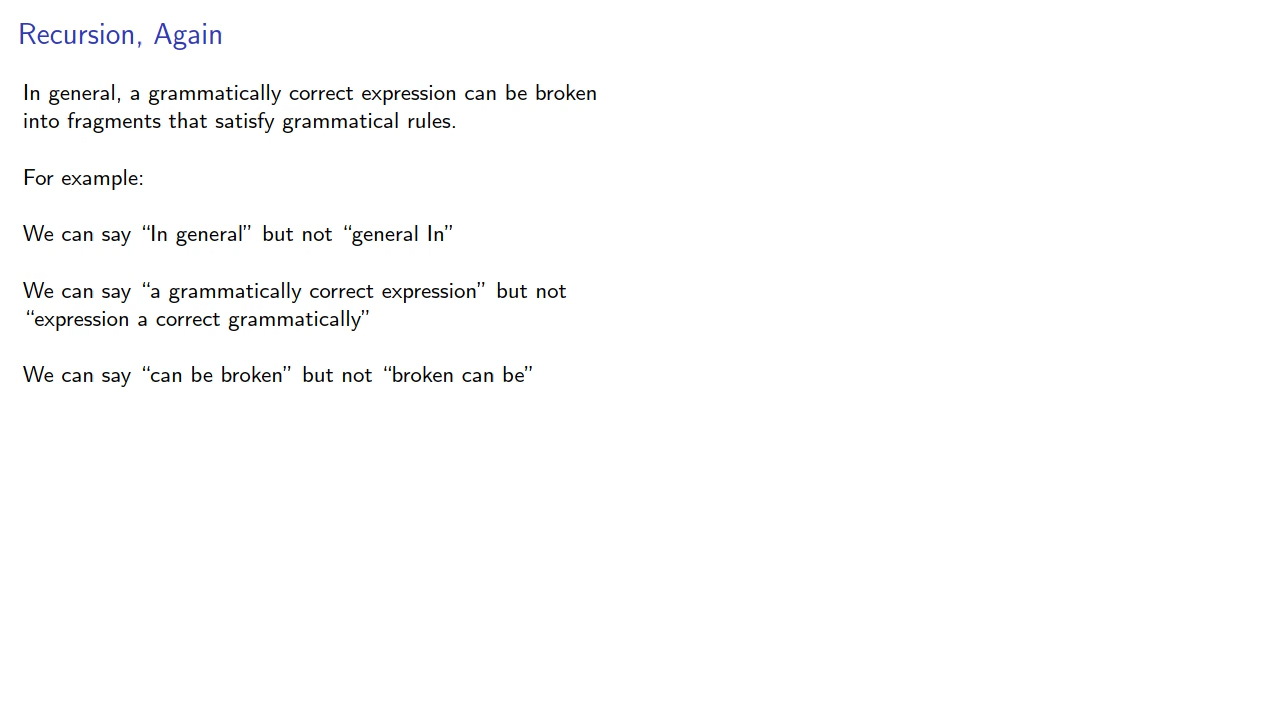 Recursion, Again
In general, a grammatically correct expression can be broken
into fragments that satisfy grammatical rules.
For example:
We can say “In general” but not “general In”
We can say “a grammatically correct expression” but not
“expression a correct grammatically”
We can say “can be broken” but not “broken can be”